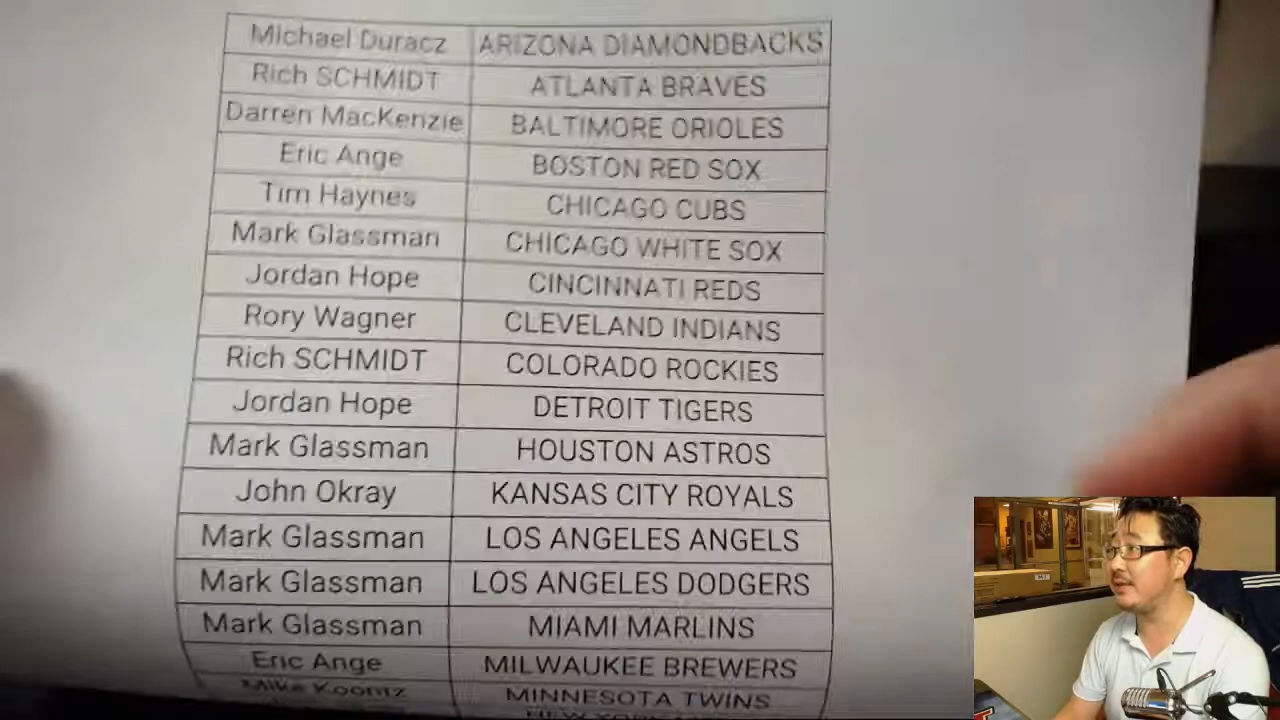 Michael Duracz ARIZONA DIAMONDBACKS
Rich SCHMIDT ATLANTA BRAVES
Darren MacKenzie BALTIMORE ORIOLES
Eric Ange BOSTON RED SOX
Tim Haynes CHICAGO CUBS
Mark Glassman CHICAGO WHITE SOX
Jordan Hope CINCINNATI REDS
Rory Wagner CLEVELAND INDIANS
Rich SCHMIDT COLORADO ROCKIES
Jordan Hope DETROIT TIGERS
Mark Glassman HOUSTON ASTROS
John Okray KANSAS CITY ROYALS
Mark Glassman LOS ANGELES ANGELS
Mark Glassman LOS ANGELES DODGERS
Mark Glassman MIAMI MARLINS
Eric Ange MILWAUKEE BREWERS
Mike Koontz MINNESOTA TWINS